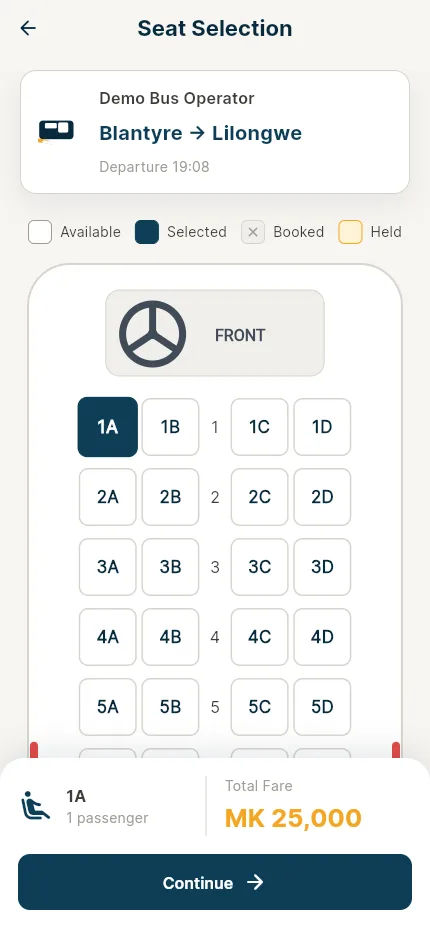 Seat Selection
Demo Bus Operator
Blantyre → Lilongwe
Departure 19:08
Available Selected Booked Held
FRONT
1A 1B 1 1C 1D
2A 2B 2 2C 2D
3A 3B 3 3C 3D
4A 4B 4 4C 4D
5A 5B 5 5C 5D
1A
1 passenger
Total Fare
MK 25,000
Continue →